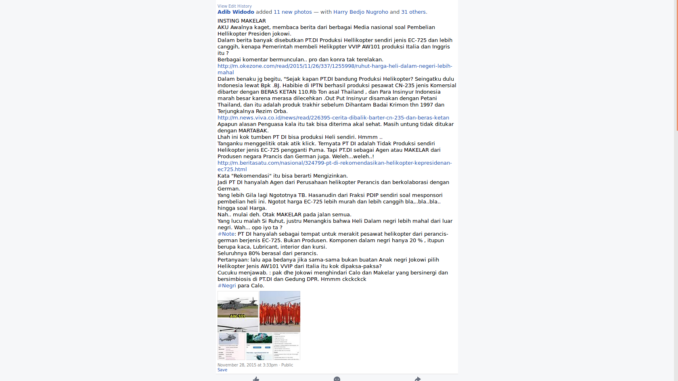 View Edit History
Adib Widodo added 11 new photos — with Harry Bedjo Nugroho and 31 others.
INSTING MAKELAR
AKU Awalnya kaget, membaca berita dari berbagai Media nasional soal Pembelian
Helikopter Presiden jokowi.
Dalam berita banyak disebutkan PT.DI Produksi Hellikopter sendiri jenis EC-725 dan lebih
canggih, kenapa Pemerintah membeli Helikppter VVIP AW101 produksi Italia dan Inggris
itu ?
Berbagai komentar bermunculan.. pro dan konra tak terelakan.
http://m.okezone.com/read/2015/11/26/337/1255998/ruhut-harga-heli-dalam-negeri-lebih-
mahal
Dalam benaku jg begitu, "Sejak kapan PT.DI bandung Produksi Helikopter? Seingatku dulu
Indonesia lewat Bpk .BJ. Habibie di IPTN berhasil produksi pesawat CN-235 jenis Komersial
dibarter dengan BERAS KETAN 110.Rb Ton asal Thailand , dan Para Insinyur Indonesia
marah besar karena merasa dilecehkan .Out Put Insinyur disamakan dengan Petani
Thailand, dan itu adalah produk trakhir sebelum Dihantam Badai Krimon thn 1997 dan
Terjungkalnya Rezim Orba.
http://m.news.viva.co.id/news/read/226395-cerita-dibalik-barter-cn-235-dan-beras-ketan
Apapun alasan Penguasa kala itu tak bisa diterima akal sehat. Masih untung tidak ditukar
dengan MARTABAK.
Lhah ini kok tumben PT DI bisa produksi Heli sendiri. Hmmm ..
Tanganku menggelitik otak atik klick. Ternyata PT DI adalah Tidak Produksi Sendiri
Helikopter jenis EC-725 pengganti Puma. Tapi PT.DI sebagai Agen atau MAKELAR dari
Produsen negara Prancis dan German juga. Weleh...weleh..!
http://m.beritasatu.com/nasional/324799-pt-di-rekomendasikan-helikopter-kepresidenan-
ec725.html
Kata "Rekomendasi" itu bisa berarti Mengizinkan.
Jadi PT DI hanyalah Agen dari Perusahaan helikopter Perancis dan berkolaborasi dengan
German.
Yang lebih Gila lagi Ngototnya TB. Hasanudin dari Fraksi PDIP sendiri soal mesponsori
pembelian heli ini. Ngotot harga EC-725 lebih murah dan lebih canggih bla,..bla..bla..
hingga soal Harga.
Nah.. mulai deh. Otak MAKELAR pada jalan semua.
Yang lucu malah Si Ruhut, justru Menangkis bahwa Heli Dalam negri lebih mahal dari luar
negri. Wah... opo iyo ta ?
#Note: PT DI hanyalah sebagai tempat untuk merakit pesawat helikopter dari perancis-
german berjenis EC-725. Bukan Produsen. Komponen dalam negri hanya 20 % , itupun
berupa kaca, Lubricant, interior dan kursi.
Seluruhnya 80% berasal dari perancis.
Pertanyaan: lalu apa bedanya jika sama-sama bukan buatan Anak negri Jokowi pilih
Helikopter Jenis AW101 VVIP dari Italia itu kok dipaksa-paksa?
Cucuku menjawab. : pak dhe Jokowi menghindari Calo dan Makelar yang bersinergi dan
bersimbiosis di PT.DI dan Gedung DPR. Hmmm ckckckck
#Negri para Calo.
November 28, 2015 at 3:10pm · Public
Save